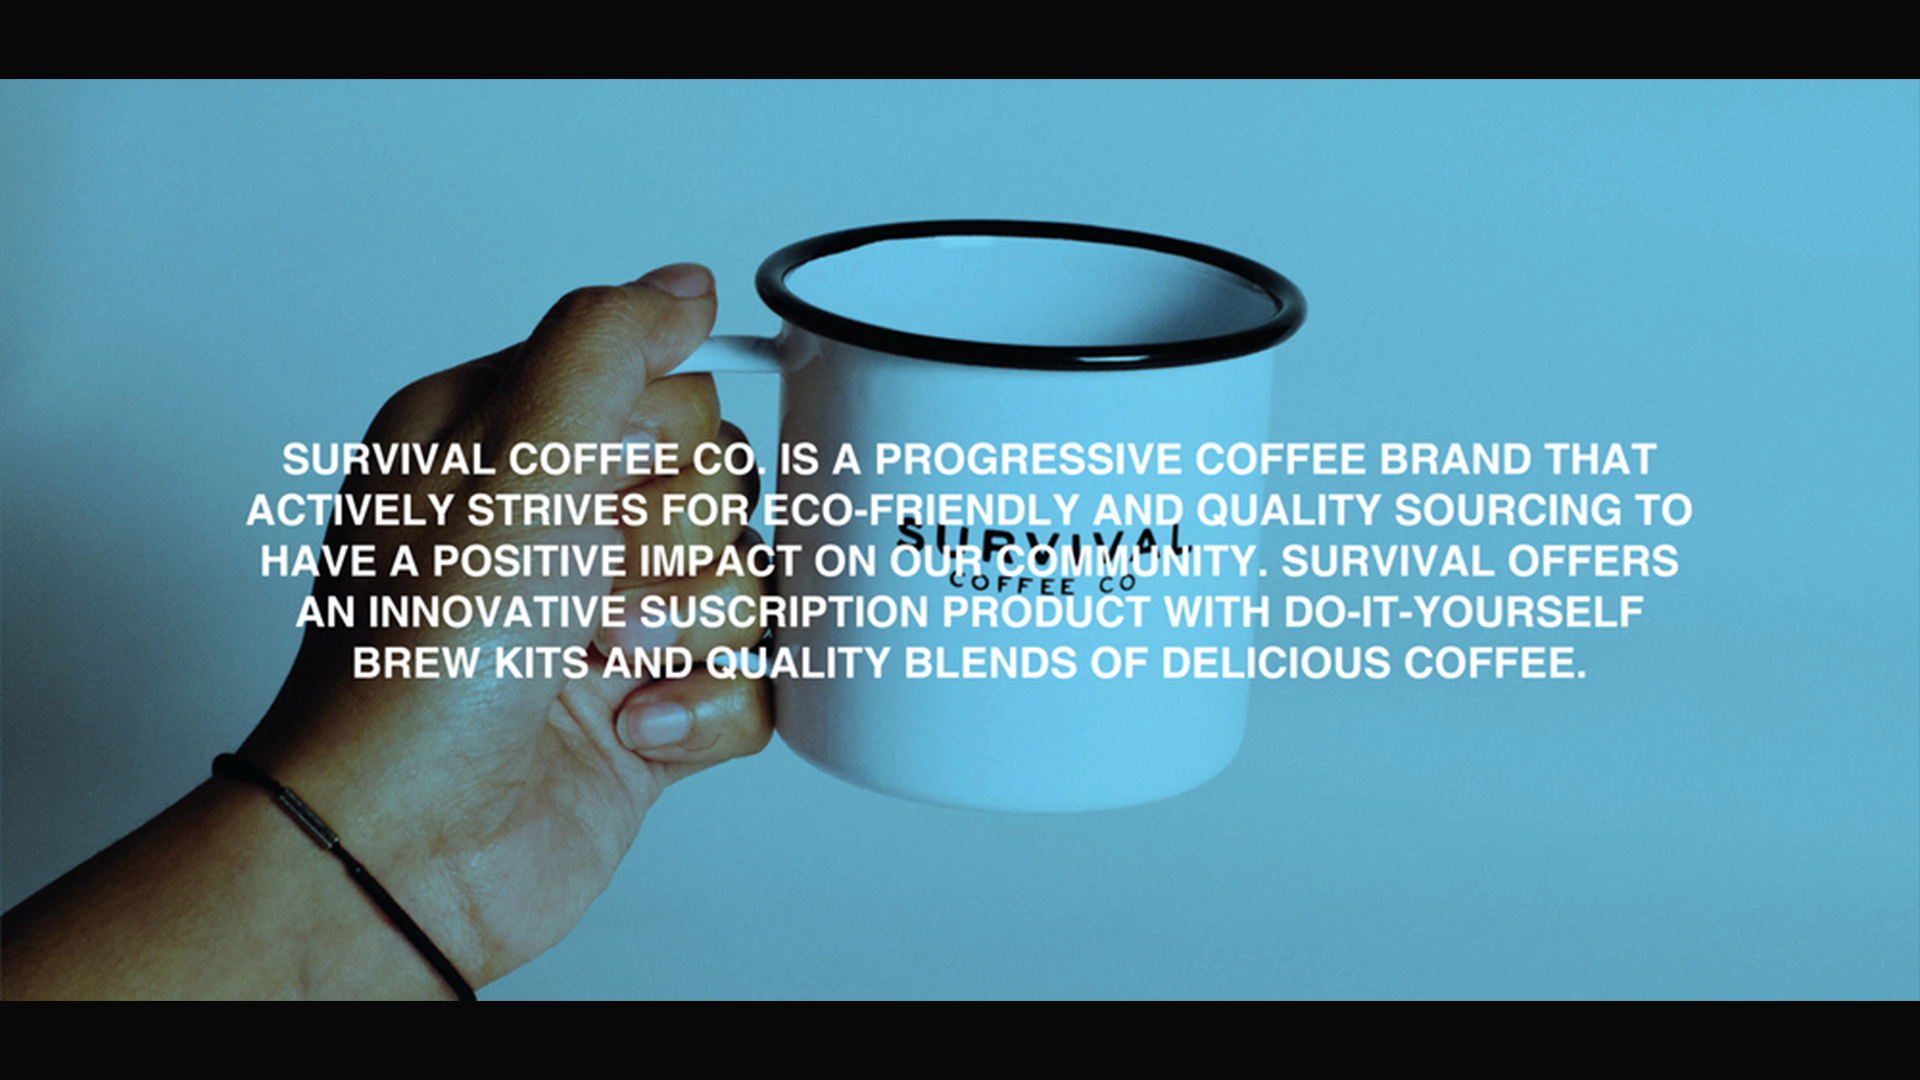 SURVIVAL COFFEE CO. IS A PROGRESSIVE COFFEE BRAND THAT
ACTIVELY STRIVES FOR ECO-FRIENDLY AND QUALITY SOURCING TO
HAVE A POSITIVE IMPACT ON OUR COMMUNITY. SURVIVAL OFFERS
AN INNOVATIVE SUSCRIPTION PRODUCT WITH DO-IT-YOURSELF
BREW KITS AND QUALITY BLENDS OF DELICIOUS COFFEE.
SURVIVAL
COFFEE CO